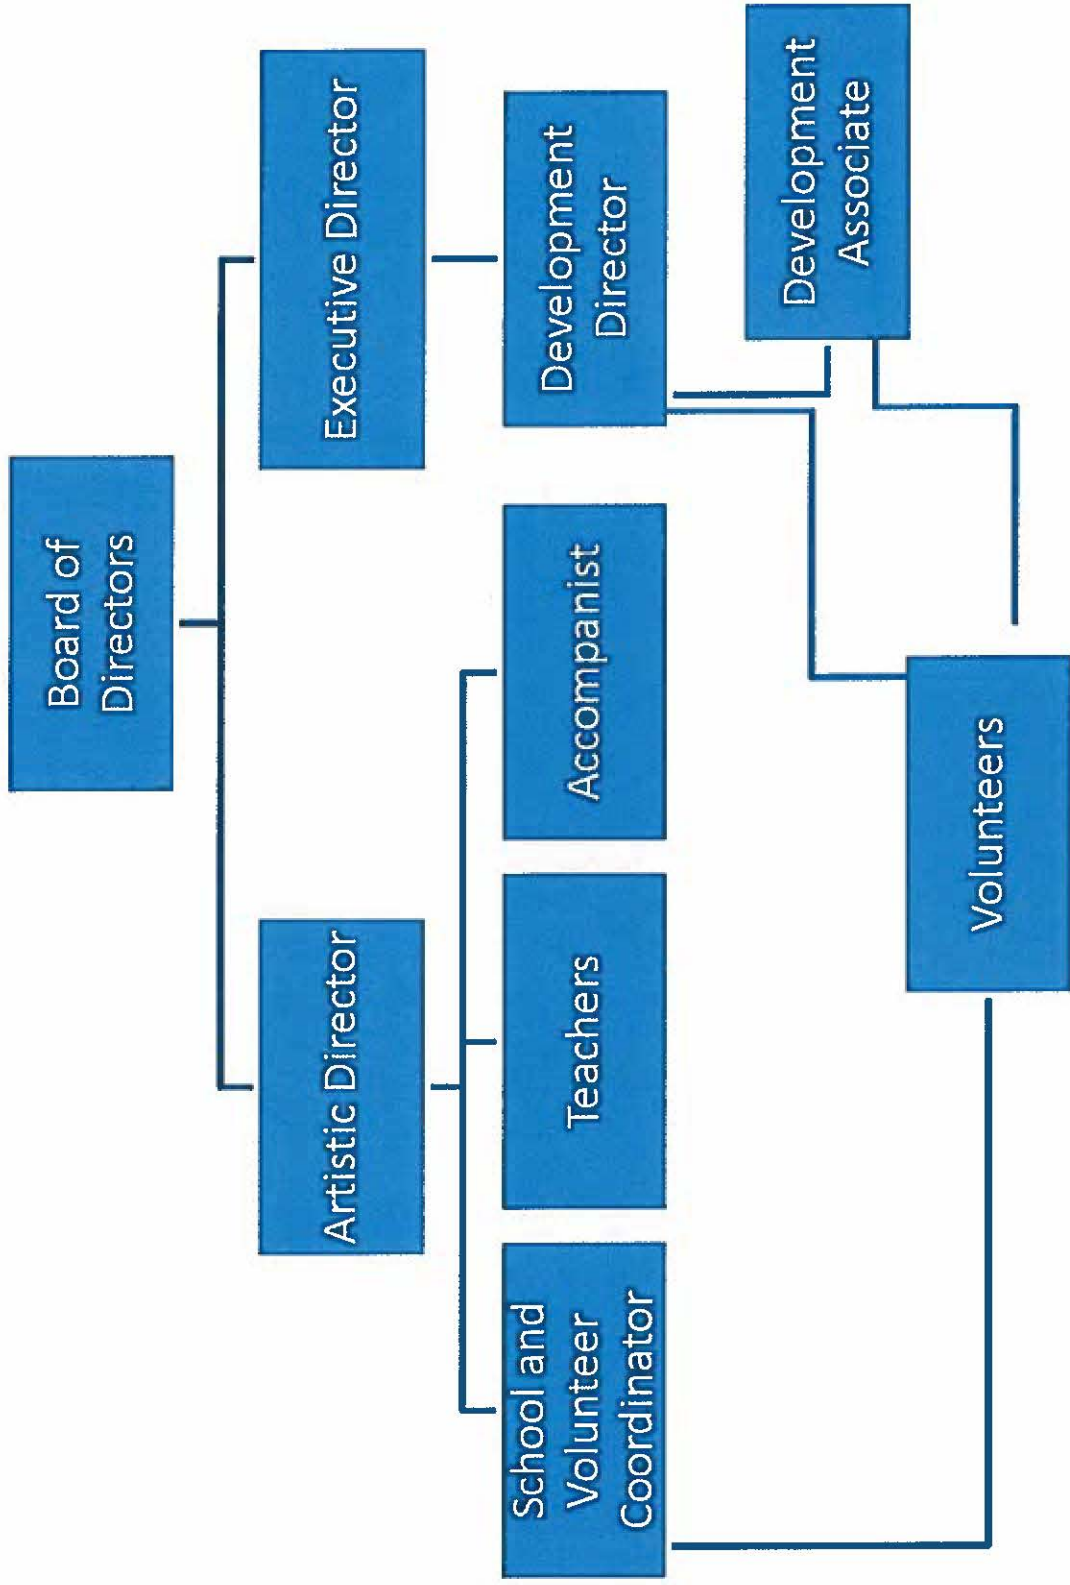 Board of
Directors
Artistic Director
Executive Director
School and
Volunteer
Coordinator
Teachers
Accompanist
Development
Director
Development
Associate
Volunteers